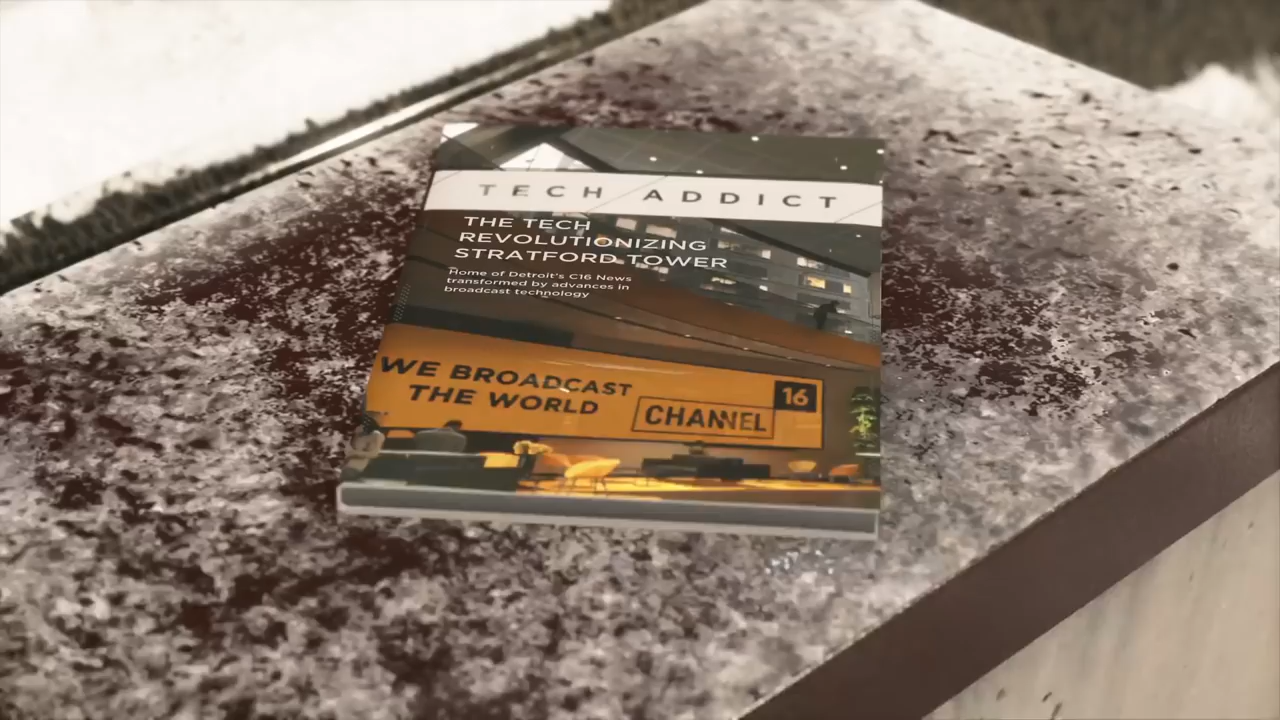 TECH ADDICT
THE TECH
REVOLUTIONIZING
STRATFORD TOWER
Home of Detroit's C16 News
transformed by advances in
broadcast technology
WE BROADCAST
THE WORLD
CHANNEL
16